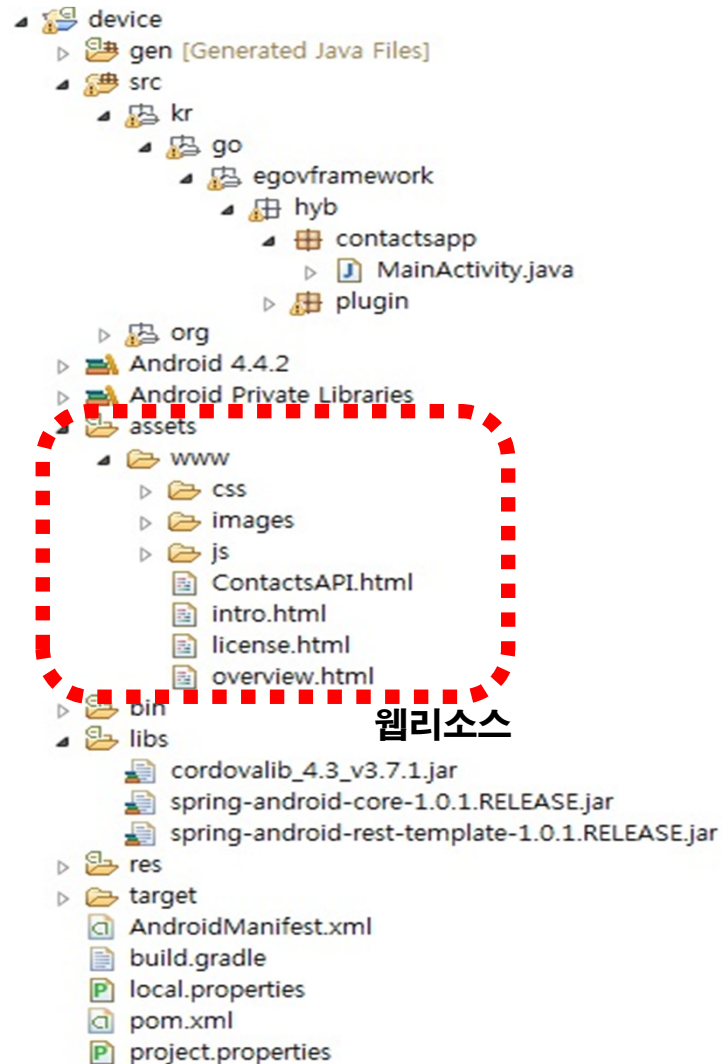 device
gen [Generated Java Files]
src
kr
go
egovframework
hyb
contactsapp
MainActivity.java
plugin
org
Android 4.4.2
Android Private Libraries
assets
www
css
images
js
ContactsAPI.html
intro.html
license.html
overview.html
bin
웹리소스
libs
cordovalib_4.3_v3.7.1.jar
spring-android-core-1.0.1.RELEASE.jar
spring-android-rest-template-1.0.1.RELEASE.jar
res
target
AndroidManifest.xml
build.gradle
local.properties
pom.xml
project.properties